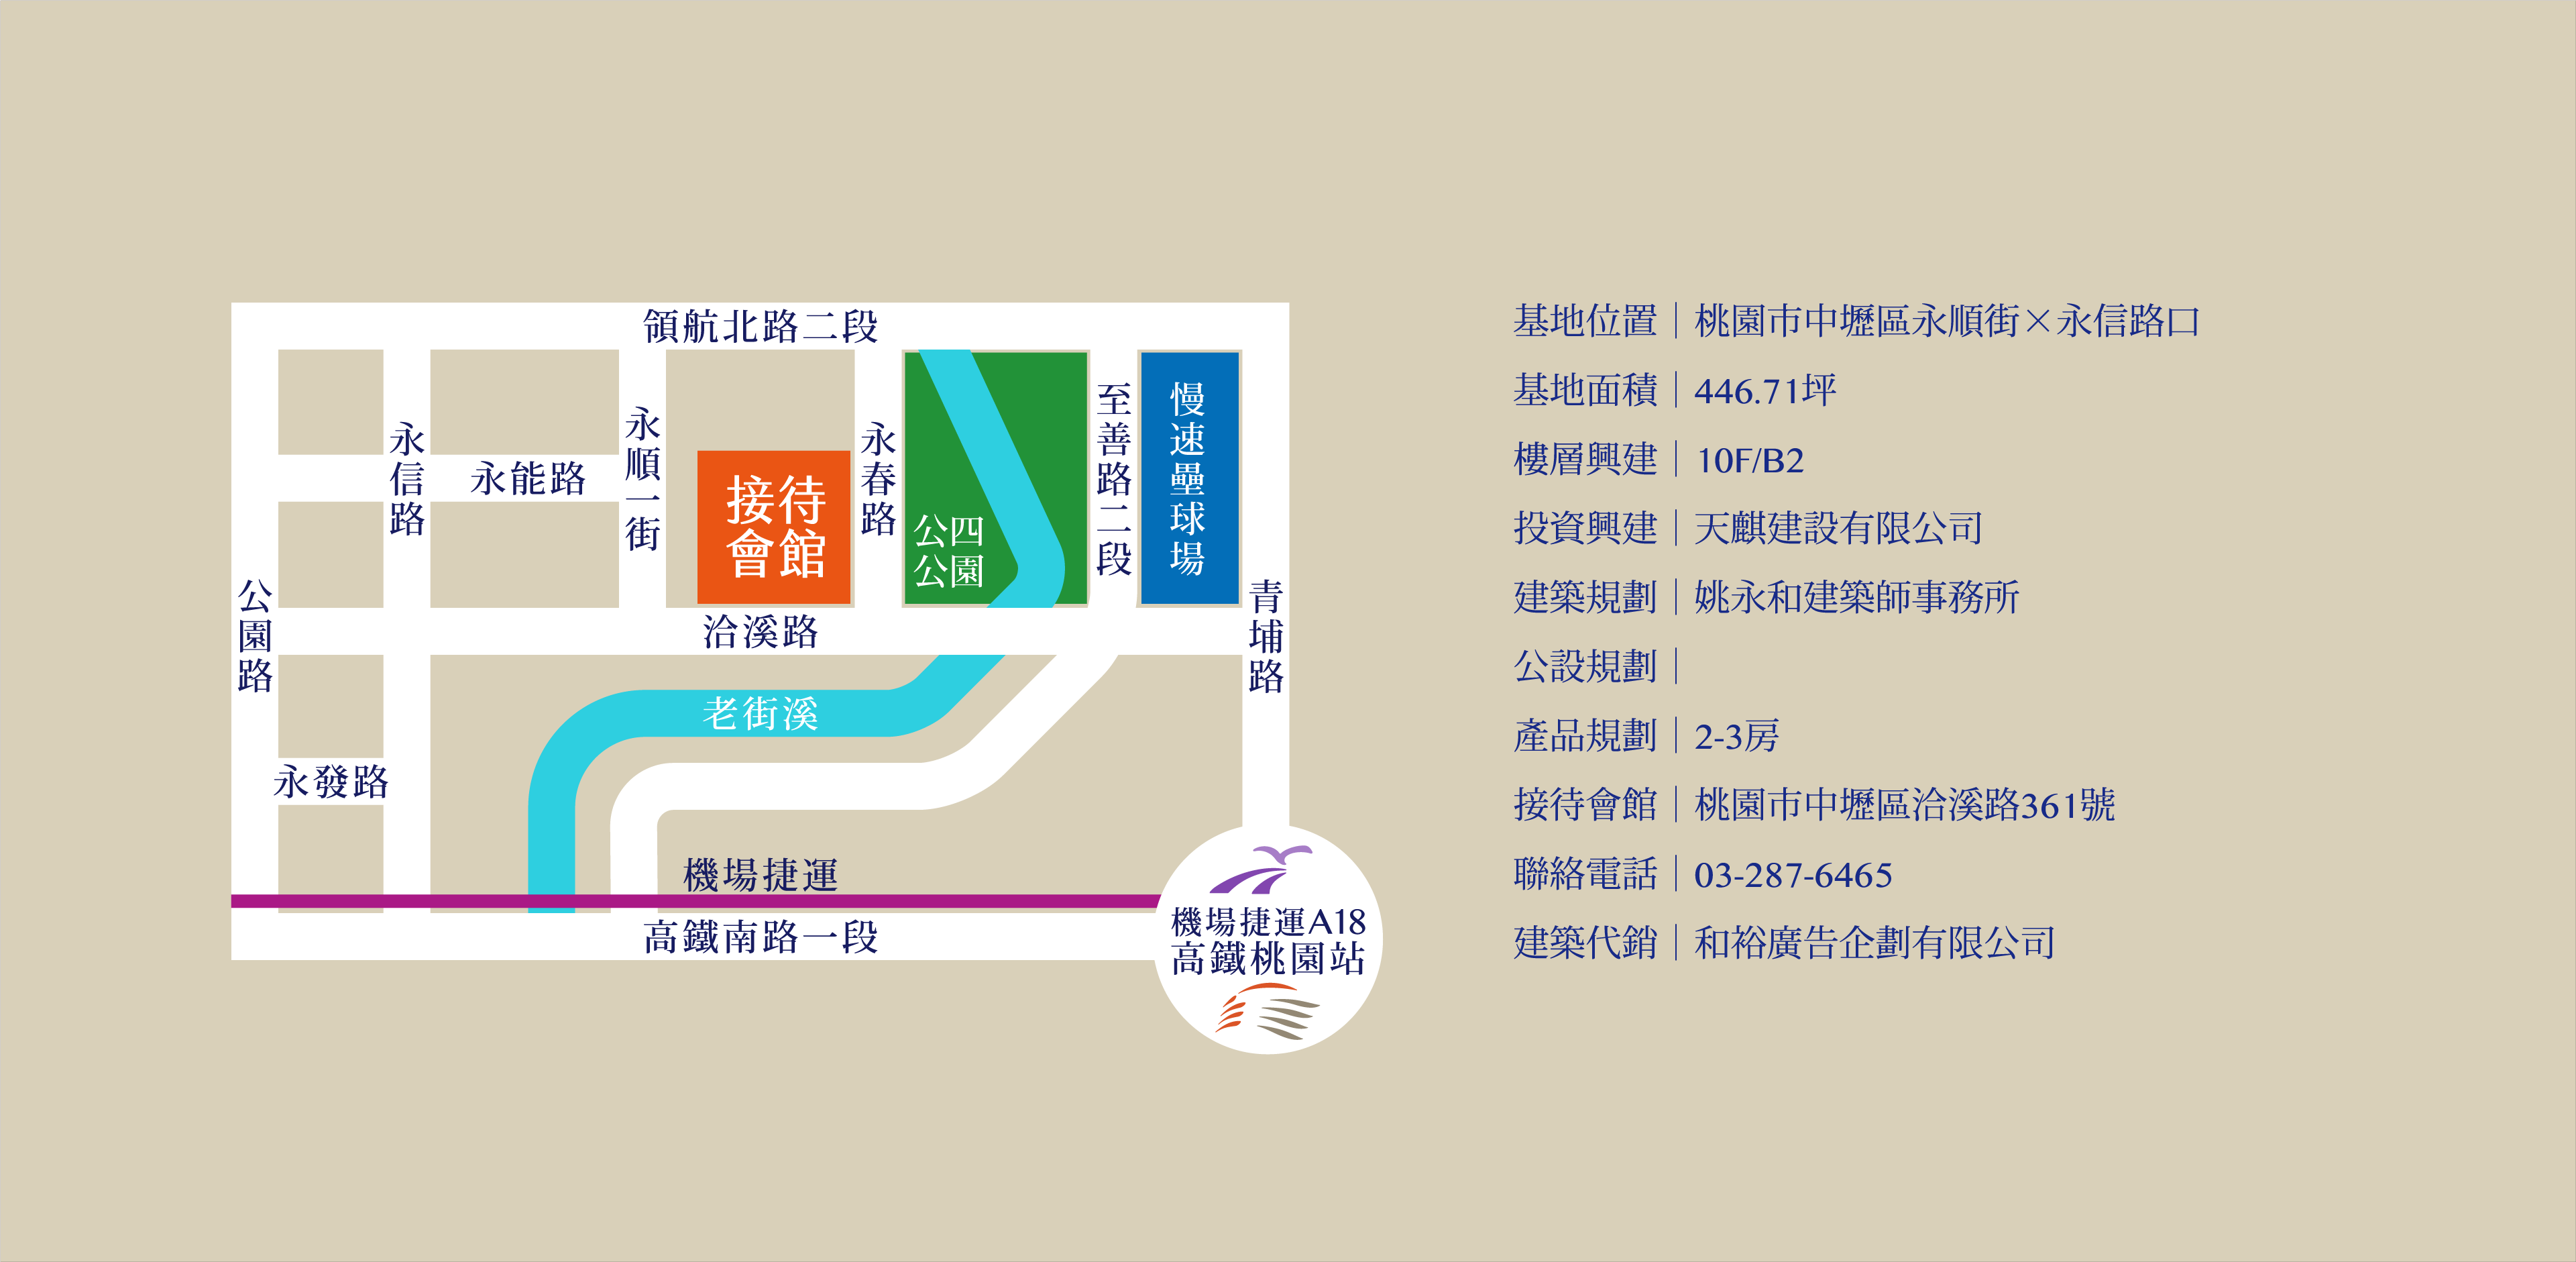 領航北路二段
永信路
永能路
永順一街
接待
會館
永春路
公四
公園
至善路二段
慢速壘球場
公園路
洽溪路
青埔路
老街溪
永發路
機場捷運
高鐵南路一段
機場捷運A18
高鐵桃園站
基地位置｜桃園市中壢區永順街×永信路口
基地面積｜446.71坪
樓層興建｜10F/B2
投資興建｜天麒建設有限公司
建築規劃｜姚永和建築師事務所
公設規劃｜
產品規劃｜2-3房
接待會館｜桃園市中壢區洽溪路361號
聯絡電話｜03-287-6465
建築代銷｜和裕廣告企劃有限公司